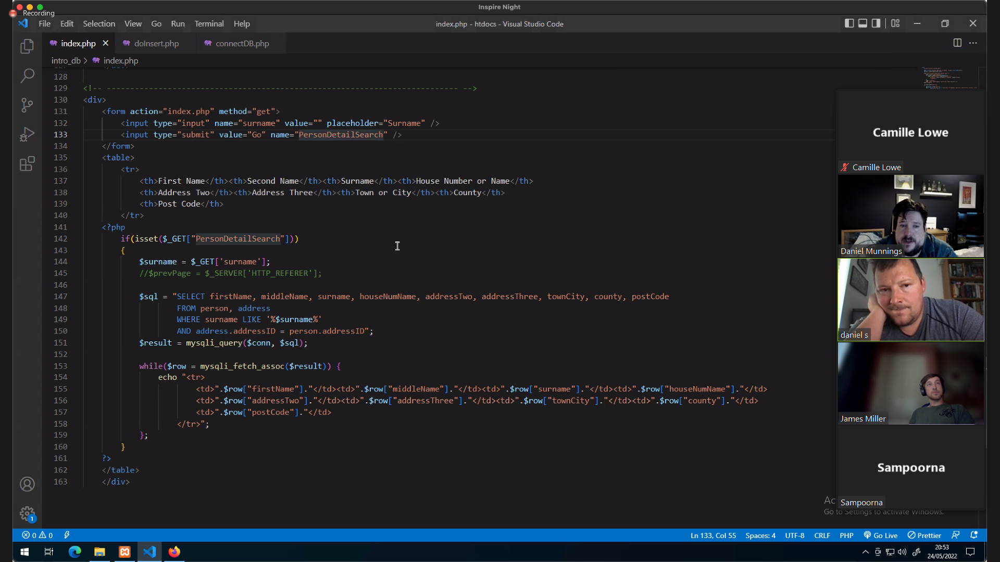 Inspire Night
Recording
File Edit Selection View Go Run Terminal Help
index.php - htdocs - Visual Studio Code
index.php doInsert.php connectDB.php
intro_db > index.php
128
129 <!-- --------------------------------------------------------------------------- -->
130 <div>
131 <form action="index.php" method="get">
132 <input type="input" name="surname" value="" placeholder="Surname" />
133 <input type="submit" value="Go" name="PersonDetailSearch" />
134 </form>
135 <table>
136 <tr>
137 <th>First Name</th><th>Second Name</th><th>Surname</th><th>House Number or Name</th>
138 <th>Address Two</th><th>Address Three</th><th>Town or City</th><th>County</th>
139 <th>Post Code</th>
140 </tr>
141 <?php
142 if(isset($_GET["PersonDetailSearch"]))
143 {
144 $surname = $_GET['surname'];
145 //$prevPage = $_SERVER['HTTP_REFERER'];
146
147 $sql = "SELECT firstName, middleName, surname, houseNumName, addressTwo, addressThree, townCity, county, postCode
148 FROM person, address
149 WHERE surname LIKE '%$surname%'
150 AND address.addressID = person.addressID";
151 $result = mysqli_query($conn, $sql);
152
153 while($row = mysqli_fetch_assoc($result)) {
154 echo "<tr>
155 <td>".$row["firstName"]."</td><td>".$row["middleName"]."</td><td>".$row["surname"]."</td><td>".$row["houseNumName"]."</td>
156 <td>".$row["addressTwo"]."</td><td>".$row["addressThree"]."</td><td>".$row["townCity"]."</td><td>".$row["county"]."</td>
157 <td>".$row["postCode"]."</td>
158 </tr>";
159 };
160 }
161 ?>
162 </table>
163 </div>
Camille Lowe
Camille Lowe
Daniel Munnings
daniel s
James Miller
Sampoorna
Sampoorna
Ac
Go to Settings to activate Windows.
1
0 0
Ln 133, Col 55 Spaces: 4 UTF-8 CRLF PHP Go Live Prettier
20:53
24/05/2022